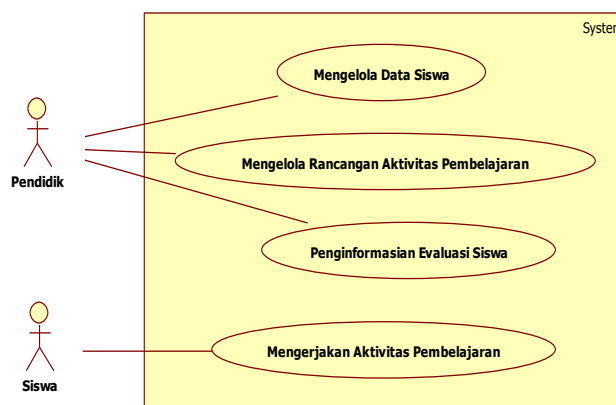 System
Mengelola Data Siswa
Pendidik
Mengelola Rancangan Aktivitas Pembelajaran
Penginformasian Evaluasi Siswa
Siswa
Mengerjakan Aktivitas Pembelajaran